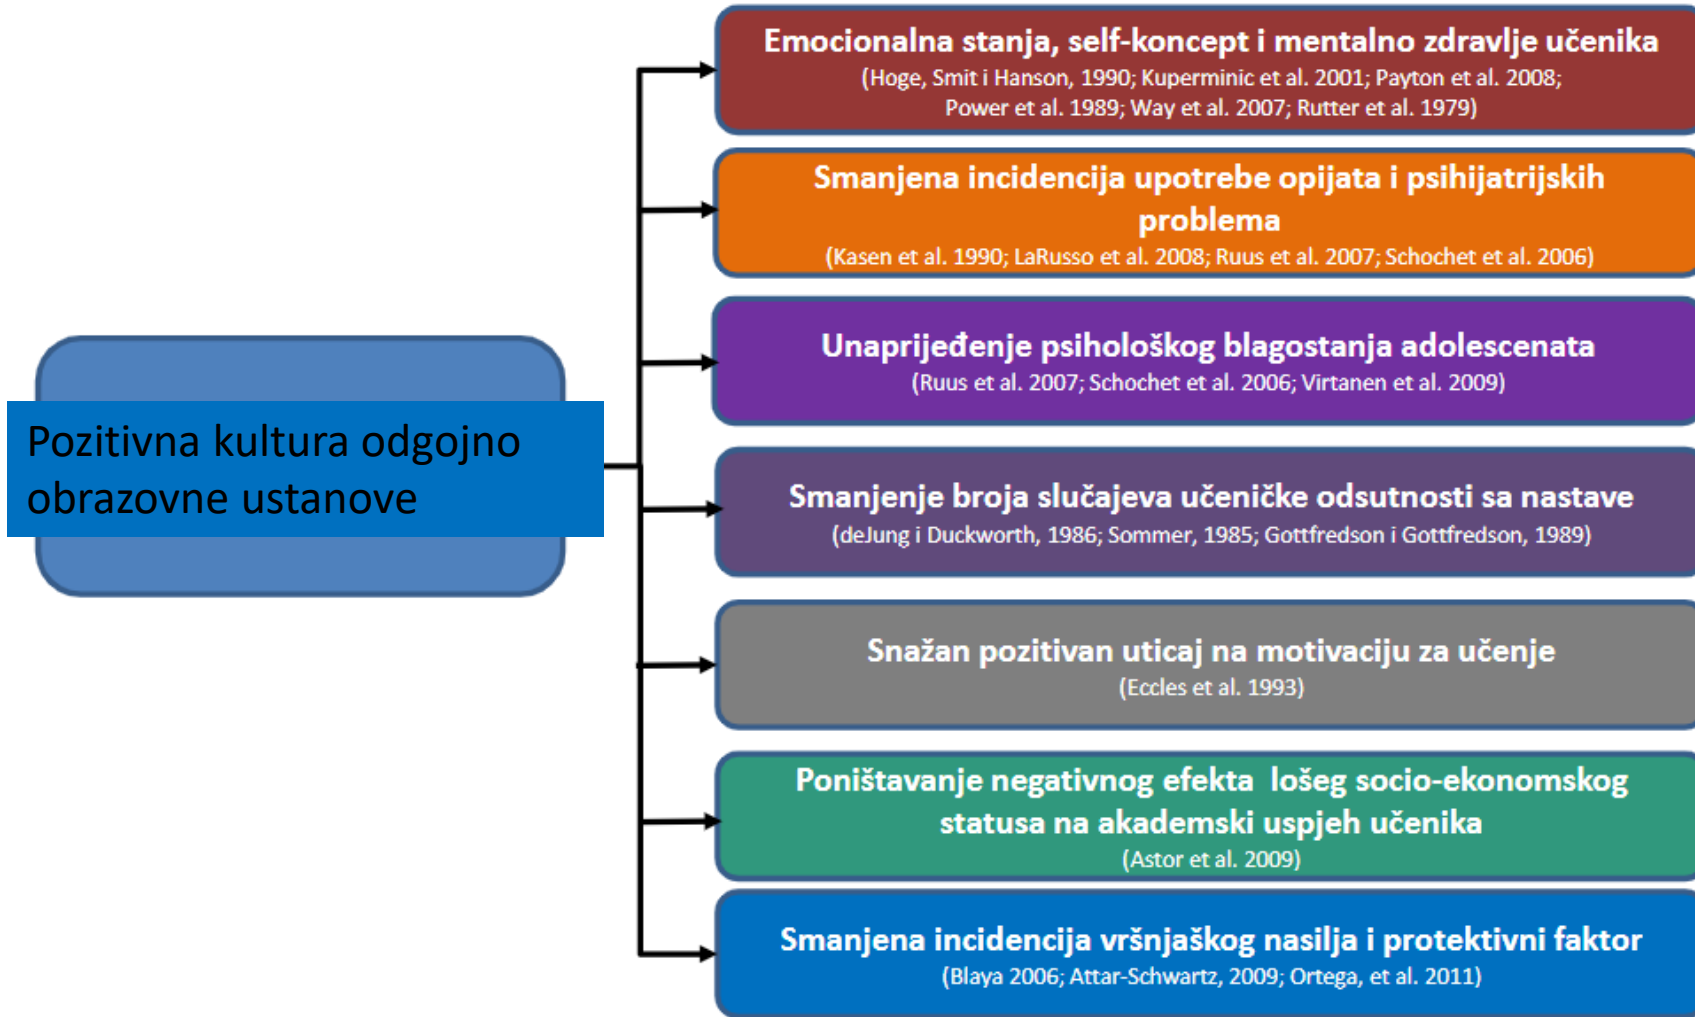 Pozitivna kultura odgojno
obrazovne ustanove
Emocionalna stanja, self-koncept i mentalno zdravlje učenika
(Hoge, Smit i Hanson, 1990; Kuperminic et al. 2001; Payton et al. 2008;
Power et al. 1989; Way et al. 2007; Rutter et al. 1979)
Smanjena incidencija upotrebe opijata i psihijatrijskih
problema
(Kasen et al. 1990; LaRusso et al. 2008; Ruus et al. 2007; Schochet et al. 2006)
Unaprijeđenje psihološkog blagostanja adolescenata
(Ruus et al. 2007; Schochet et al. 2006; Virtanen et al. 2009)
Smanjenje broja slučajeva učeničke odsutnosti sa nastave
(deJung i Duckworth, 1986; Sommer, 1985; Gottfredson i Gottfredson, 1989)
Snažan pozitivan uticaj na motivaciju za učenje
(Eccles et al. 1993)
Poništavanje negativnog efekta lošeg socio-ekonomskog
statusa na akademski uspjeh učenika
(Astor et al. 2009)
Smanjena incidencija vršnjaškog nasilja i protektivni faktor
(Blaya 2006; Attar-Schwartz, 2009; Ortega, et al. 2011)